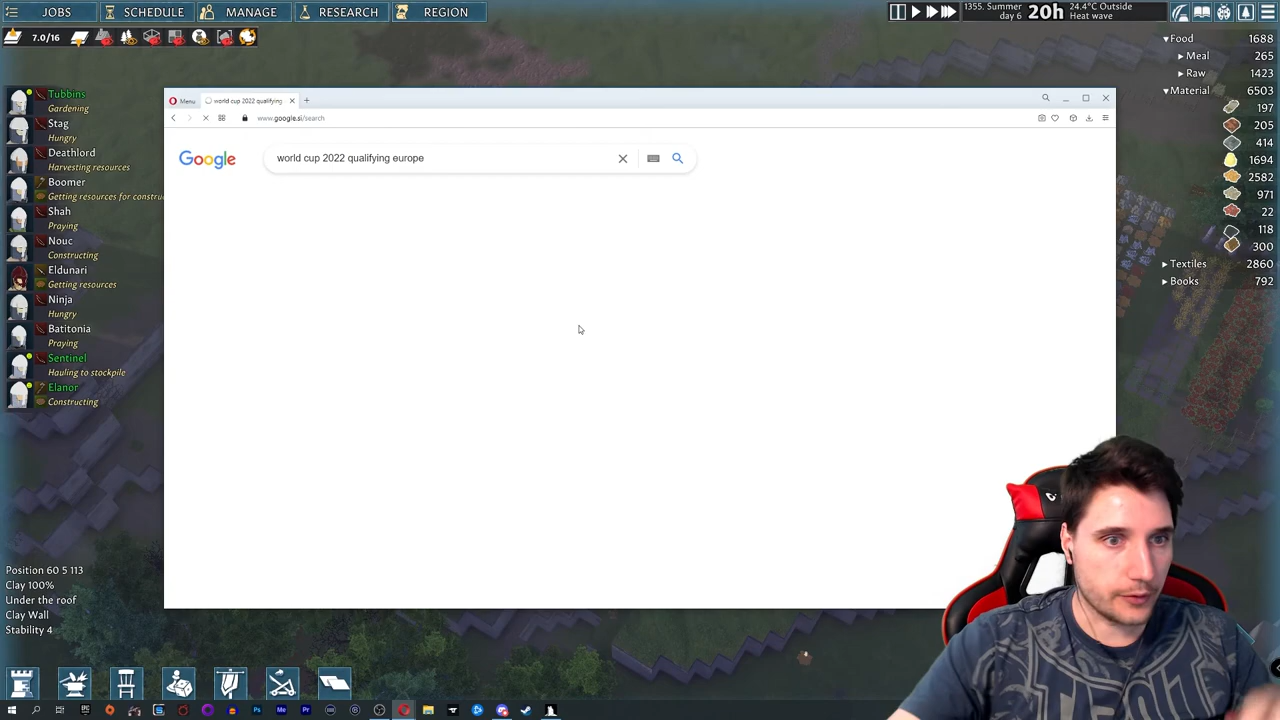 JOBS
SCHEDULE
MANAGE
RESEARCH
REGION
1355. Summer
day 6
20h
24.4°C Outside
Heat wave
7.0/16
Food 1688
Meal 265
Raw 1423
Material 6503
197
205
414
1694
2582
971
22
118
300
Textiles 2860
Books 792
Tubbins
Gardening
Stag
Hungry
Deathlord
Harvesting resources
Boomer
Getting resources for constru
Shah
Praying
Nouc
Constructing
Eldunari
Getting resources
Ninja
Hungry
Batitonia
Praying
Sentinel
Hauling to stockpile
Elanor
Constructing
Menu
world cup 2022 qualifying
www.google.si/search
Google
world cup 2022 qualifying europe
Position 60 5 113
Clay 100%
Under the roof
Clay Wall
Stability 4
Ps
Me
Pr